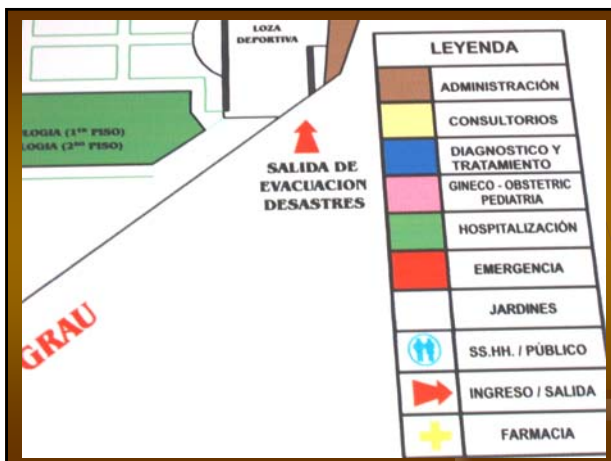 LOZA
DEPORTIVA
LOGIA (1ER PISO)
LOGIA (2DO PISO)
SALIDA DE
EVACUACION
DESASTRES
GRAU
LEYENDA
ADMINISTRACIÓN
CONSULTORIOS
DIAGNOSTICO Y
TRATAMIENTO
GINECO - OBSTETRIC
PEDIATRIA
HOSPITALIZACIÓN
EMERGENCIA
JARDINES
SS.HH. / PÚBLICO
INGRESO / SALIDA
FARMACIA